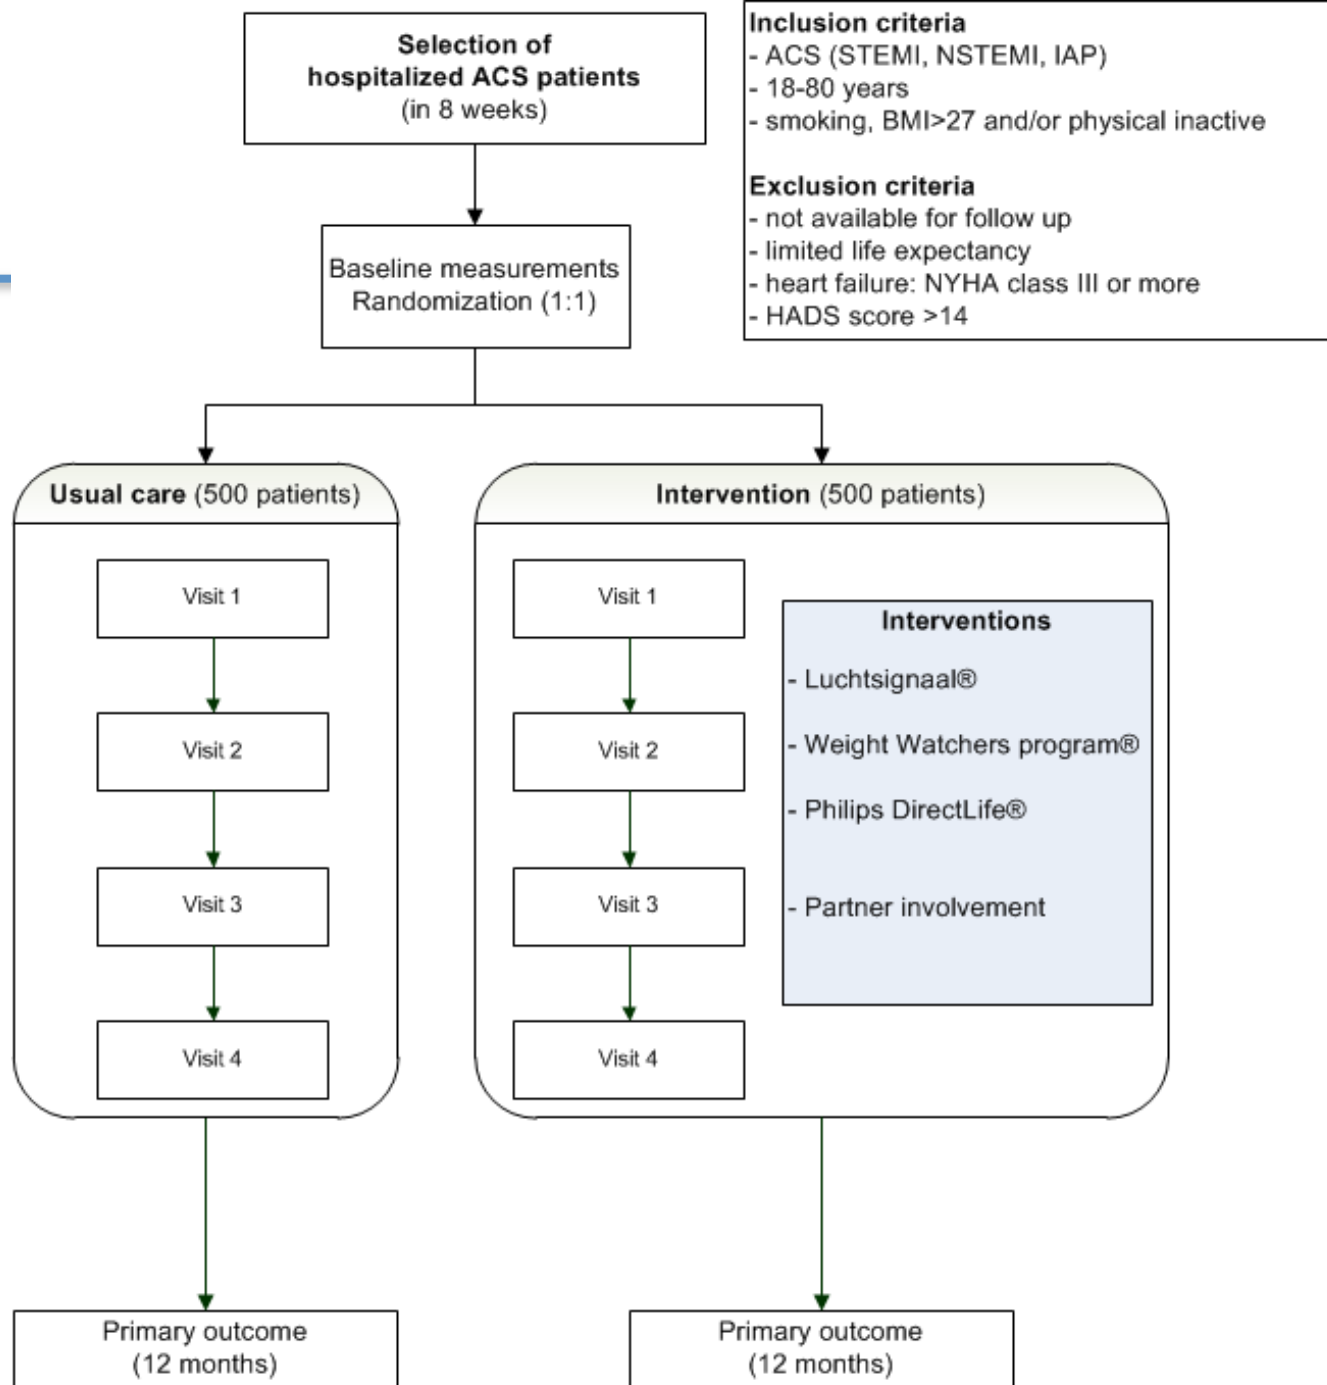 Selection of
hospitalized ACS patients
(in 8 weeks)
Inclusion criteria
- ACS (STEMI, NSTEMI, IAP)
- 18-80 years
- smoking, BMI>27 and/or physical inactive
Exclusion criteria
- not available for follow up
- limited life expectancy
- heart failure: NYHA class III or more
- HADS score >14
Baseline measurements
Randomization (1:1)
Usual care (500 patients)
Visit 1
Visit 2
Visit 3
Visit 4
Intervention (500 patients)
Visit 1
Visit 2
Visit 3
Visit 4
Interventions
- Luchtsignaal®
- Weight Watchers program®
- Philips DirectLife®
- Partner involvement
Primary outcome
(12 months)
Primary outcome
(12 months)